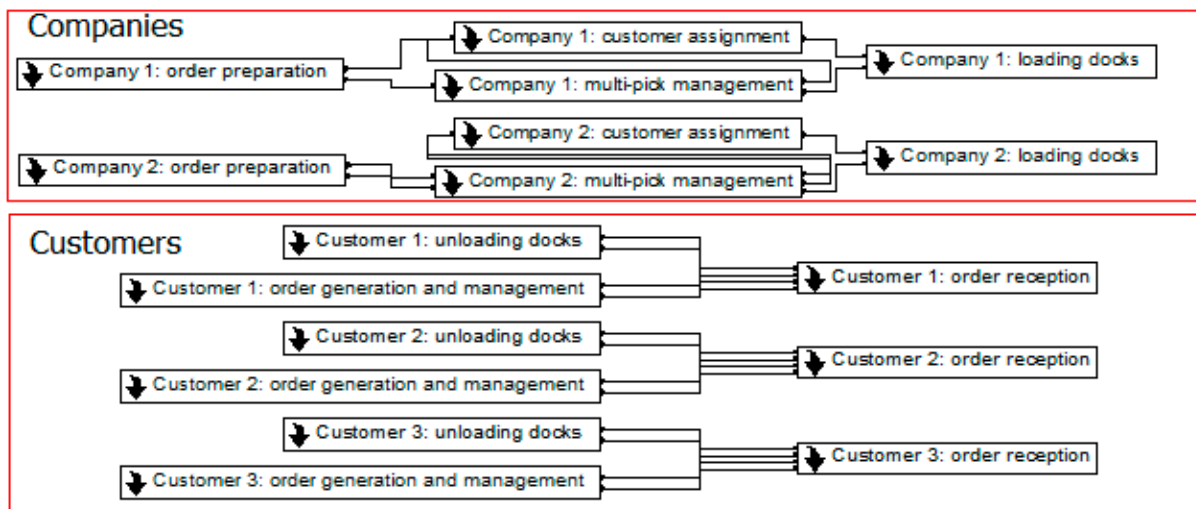 Companies
Company 1: customer assignment
Company 1: order preparation
Company 1: loading docks
Company 1: multi-pick management
Company 2: customer assignment
Company 2: order preparation
Company 2: loading docks
Company 2: multi-pick management
Customers
Customer 1: unloading docks
Customer 1: order generation and management
Customer 1: order reception
Customer 2: unloading docks
Customer 2: order generation and management
Customer 2: order reception
Customer 3: unloading docks
Customer 3: order generation and management
Customer 3: order reception